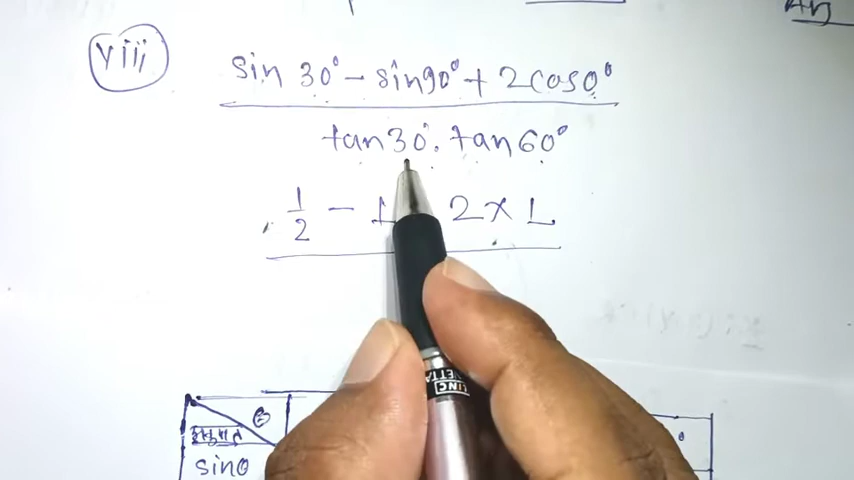 viii
sin 30° - sin90° + 2cos0°
tan30°. tan60°
1/2 - 1 2 × 1
θ
sinθ